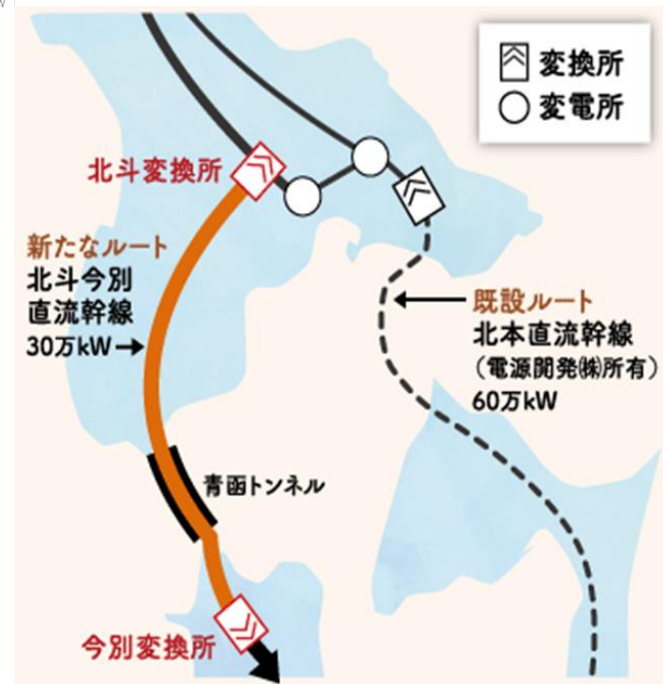 変換所
変電所
北斗変換所
新たなルート
北斗今別
直流幹線
30万kW
既設ルート
北本直流幹線
（電源開発㈱所有）
60万kW
青函トンネル
今別変換所